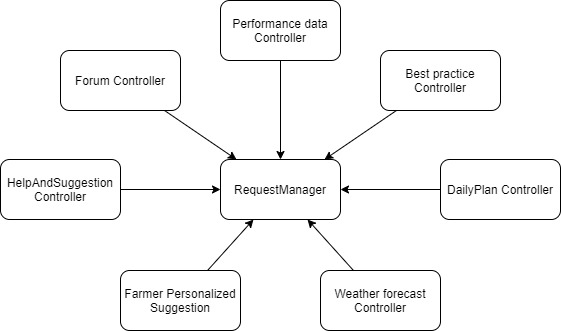 Performance data
Controller
Forum Controller
Best practice
Controller
HelpAndSuggestion
Controller
RequestManager
DailyPlan Controller
Farmer Personalized
Suggestion
Weather forecast
Controller